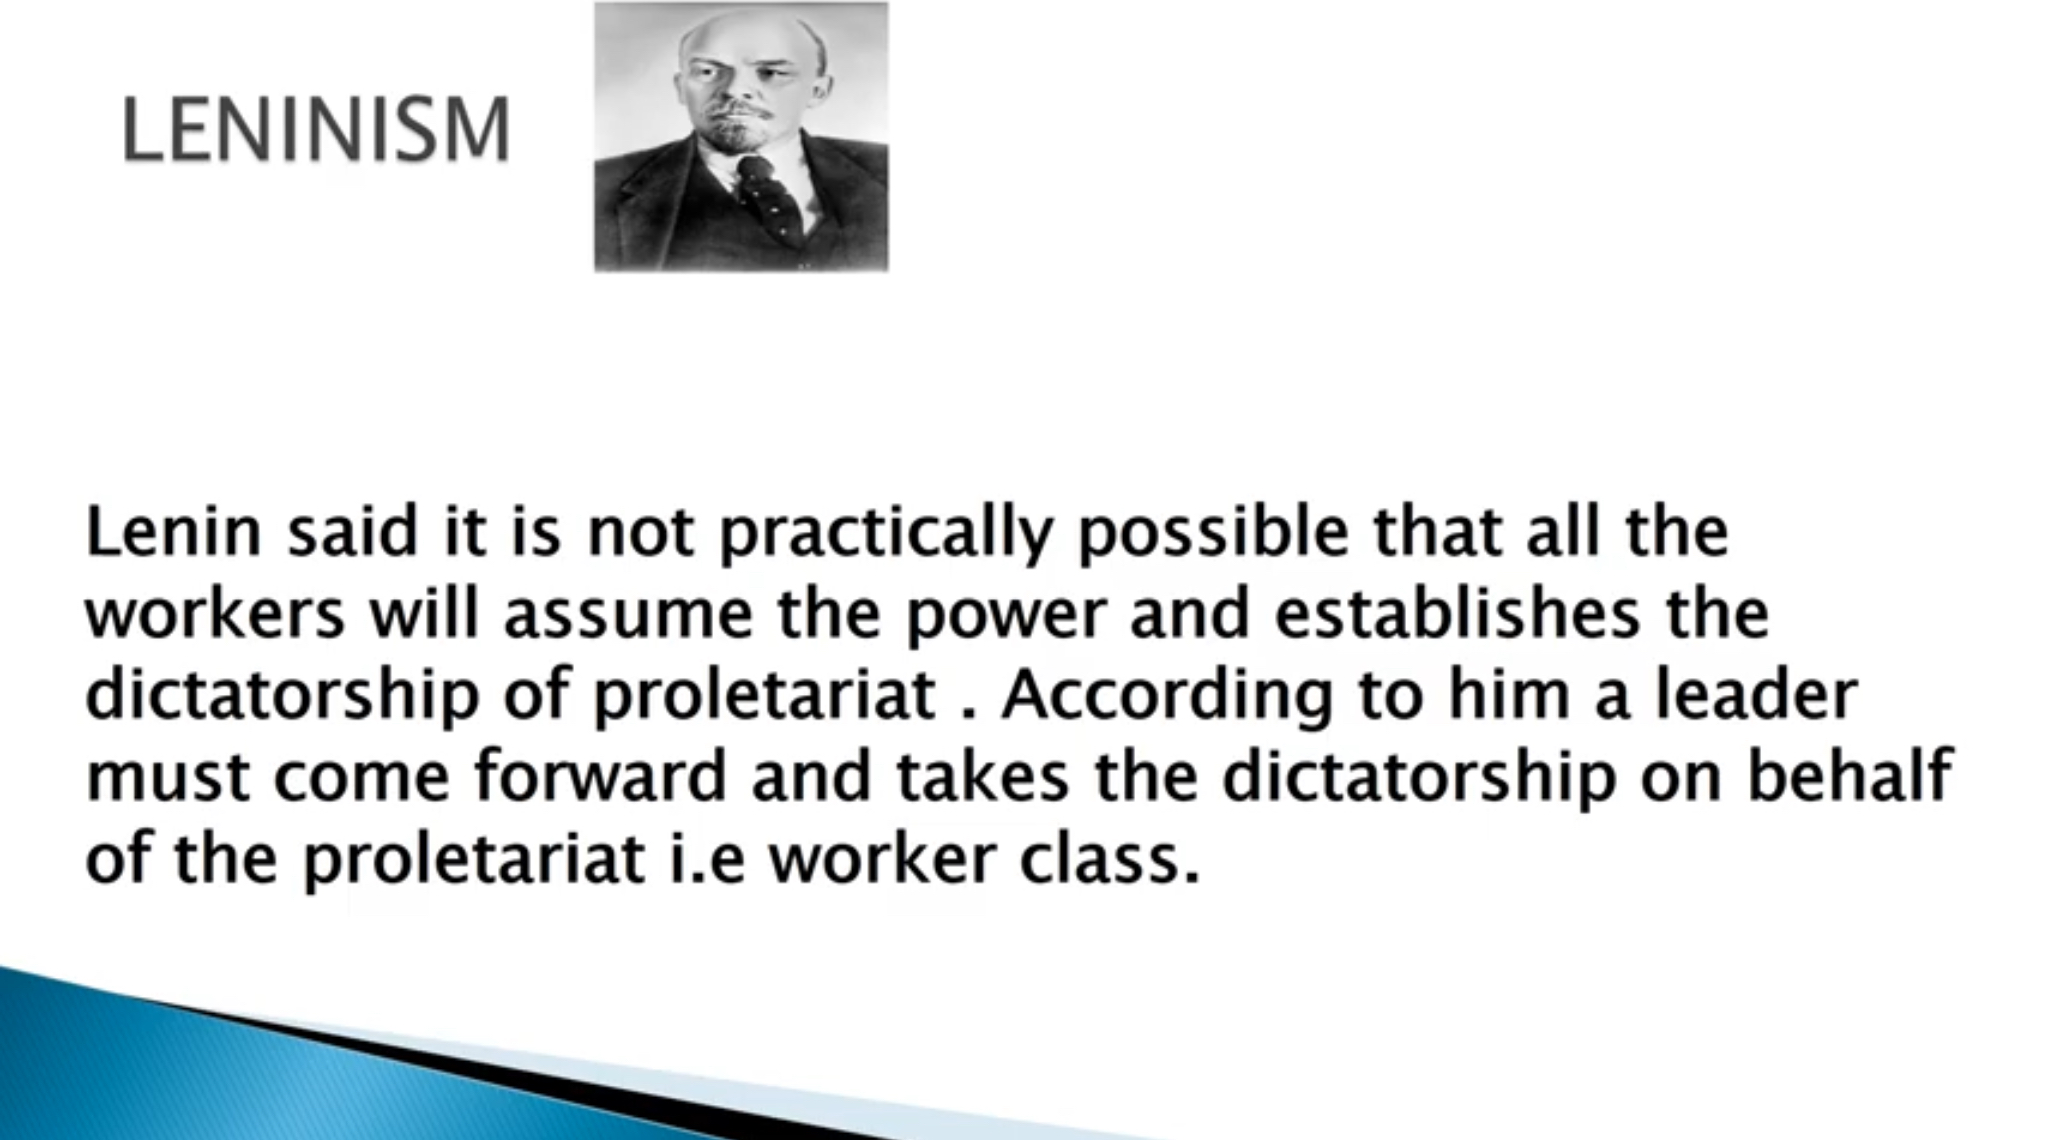 LENINISM
Lenin said it is not practically possible that all the
workers will assume the power and establishes the
dictatorship of proletariat . According to him a leader
must come forward and takes the dictatorship on behalf
of the proletariat i.e worker class.